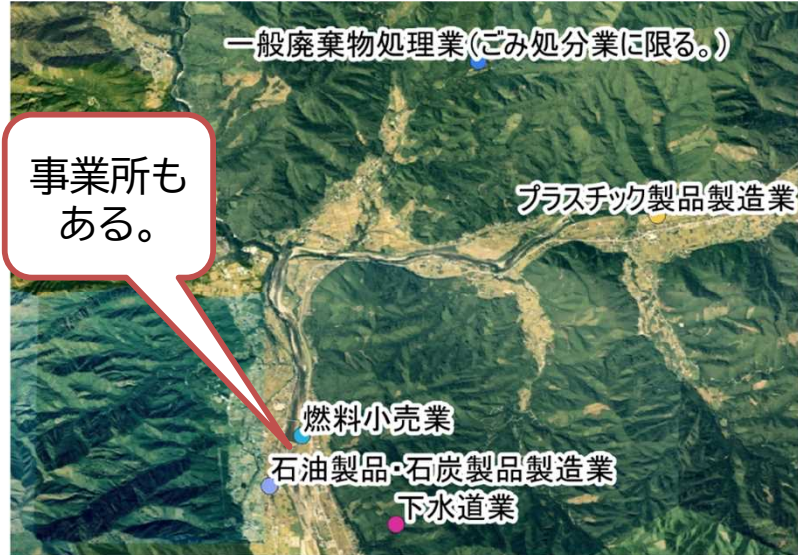 一般廃棄物処理業(ごみ処分業に限る。)
事業所も
ある。
プラスチック製品製造業
燃料小売業
石油製品・石炭製品製造業
下水道業